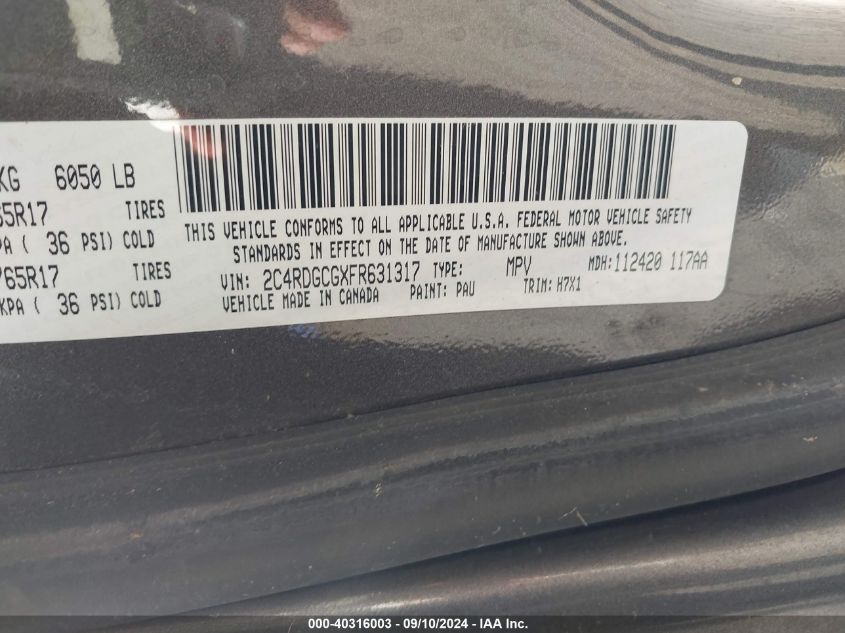 KG 6050 LB
65R17 TIRES
KPA ( 36 PSI) COLD
/65R17 TIRES
KPA ( 36 PSI) COLD
THIS VEHICLE CONFORMS TO ALL APPLICABLE U.S.A. FEDERAL MOTOR VEHICLE SAFETY
STANDARDS IN EFFECT ON THE DATE OF MANUFACTURE SHOWN ABOVE.
VIN: 2C4RDGCGXFR631317 TYPE: MPV MDH:112420 117AA
VEHICLE MADE IN CANADA PAINT: PAU TRIM: H7X1
000-40316003 - 09/10/2024 - IAA Inc.